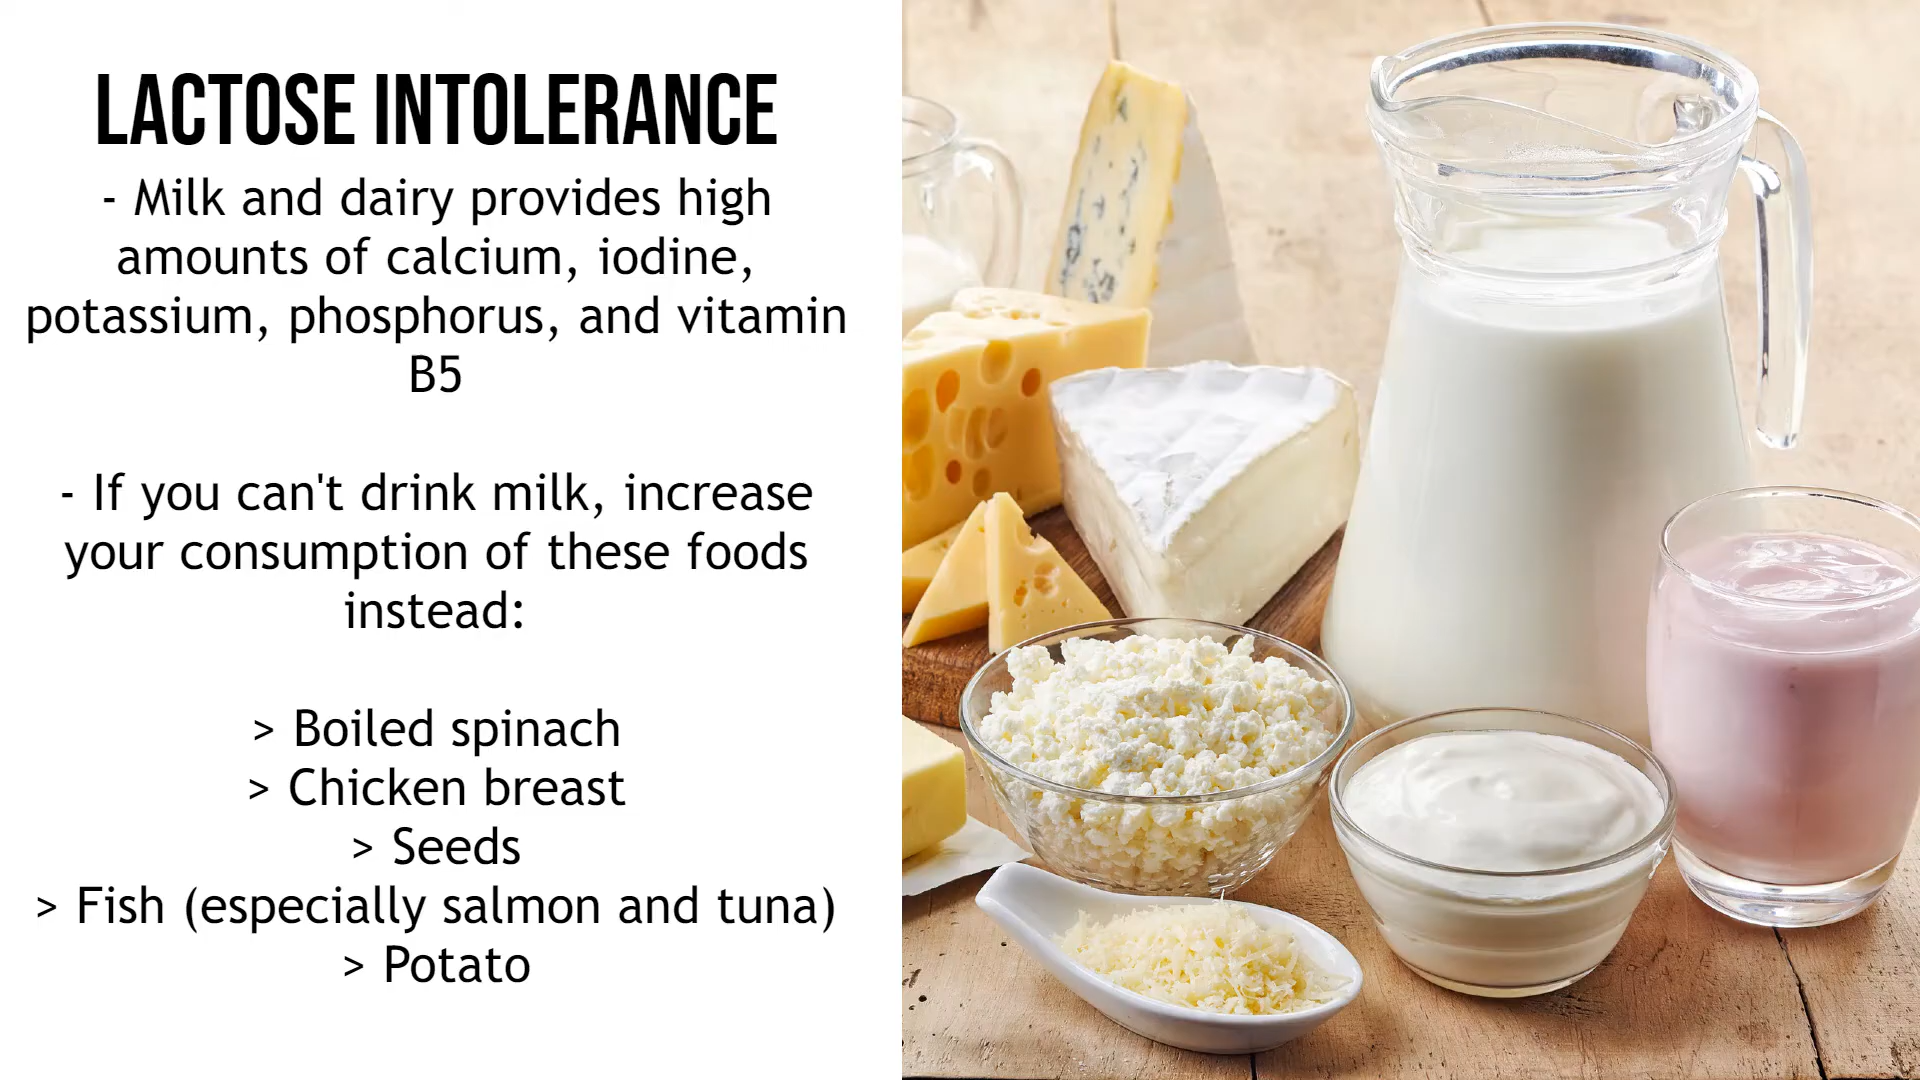 LACTOSE INTOLERANCE
- Milk and dairy provides high
amounts of calcium, iodine,
potassium, phosphorus, and vitamin
B5
- If you can't drink milk, increase
your consumption of these foods
instead:
> Boiled spinach
> Chicken breast
> Seeds
> Fish (especially salmon and tuna)
> Potato